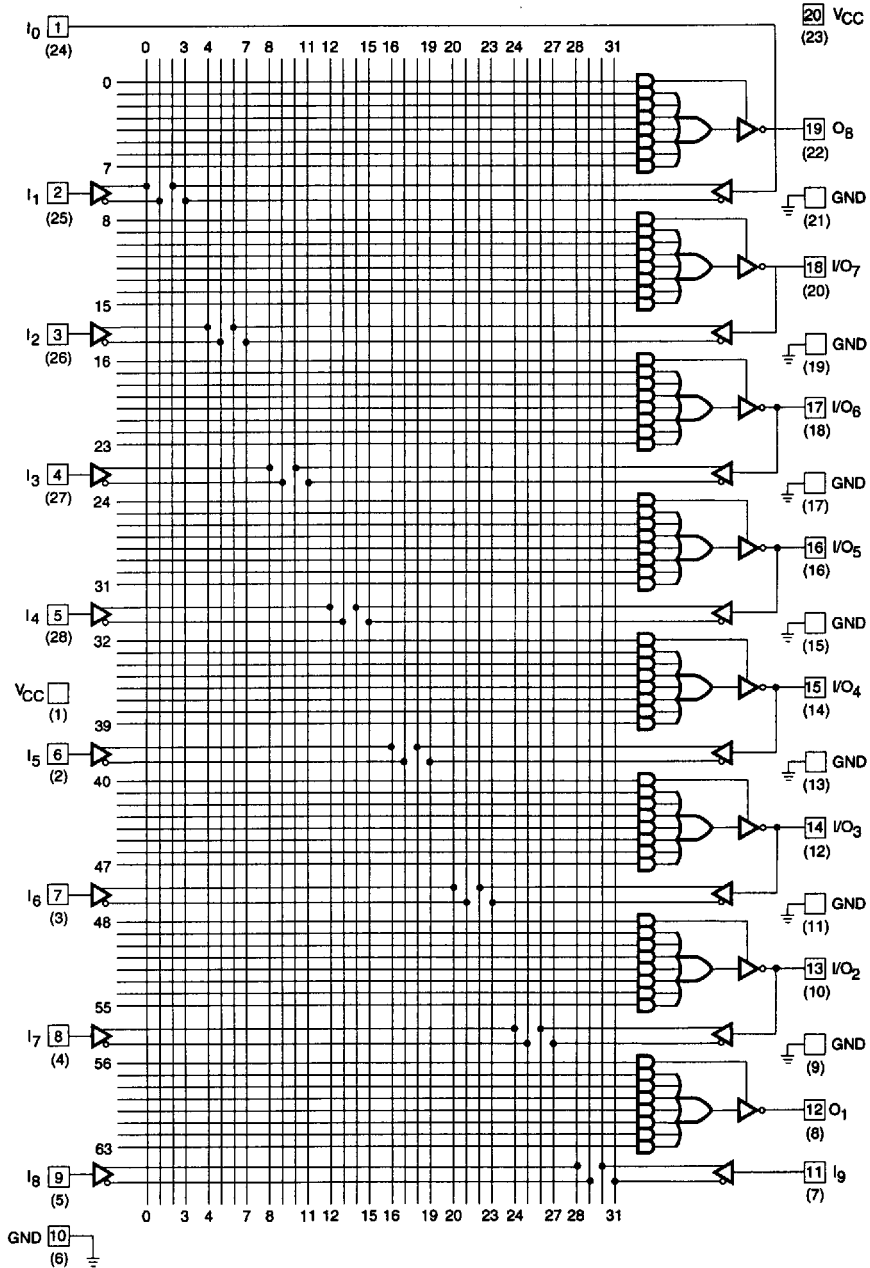 I0 1 (24)
20 VCC (23)
0 3 4 7 8 11 12 15 16 19 20 23 24 27 28 31
0
19 O8 (22)
7
I1 2 (25)
GND (21)
8
18 I/O7 (20)
15
I2 3 (26)
GND (19)
16
17 I/O6 (18)
23
I3 4 (27)
GND (17)
24
16 I/O5 (16)
31
I4 5 (28)
GND (15)
32
VCC (1)
15 I/O4 (14)
39
I5 6 (2)
GND (13)
40
14 I/O3 (12)
47
I6 7 (3)
GND (11)
48
13 I/O2 (10)
55
I7 8 (4)
GND (9)
56
12 O1 (8)
63
I8 9 (5)
11 I9 (7)
0 3 4 7 8 11 12 15 16 19 20 23 24 27 28 31
GND 10 (6)